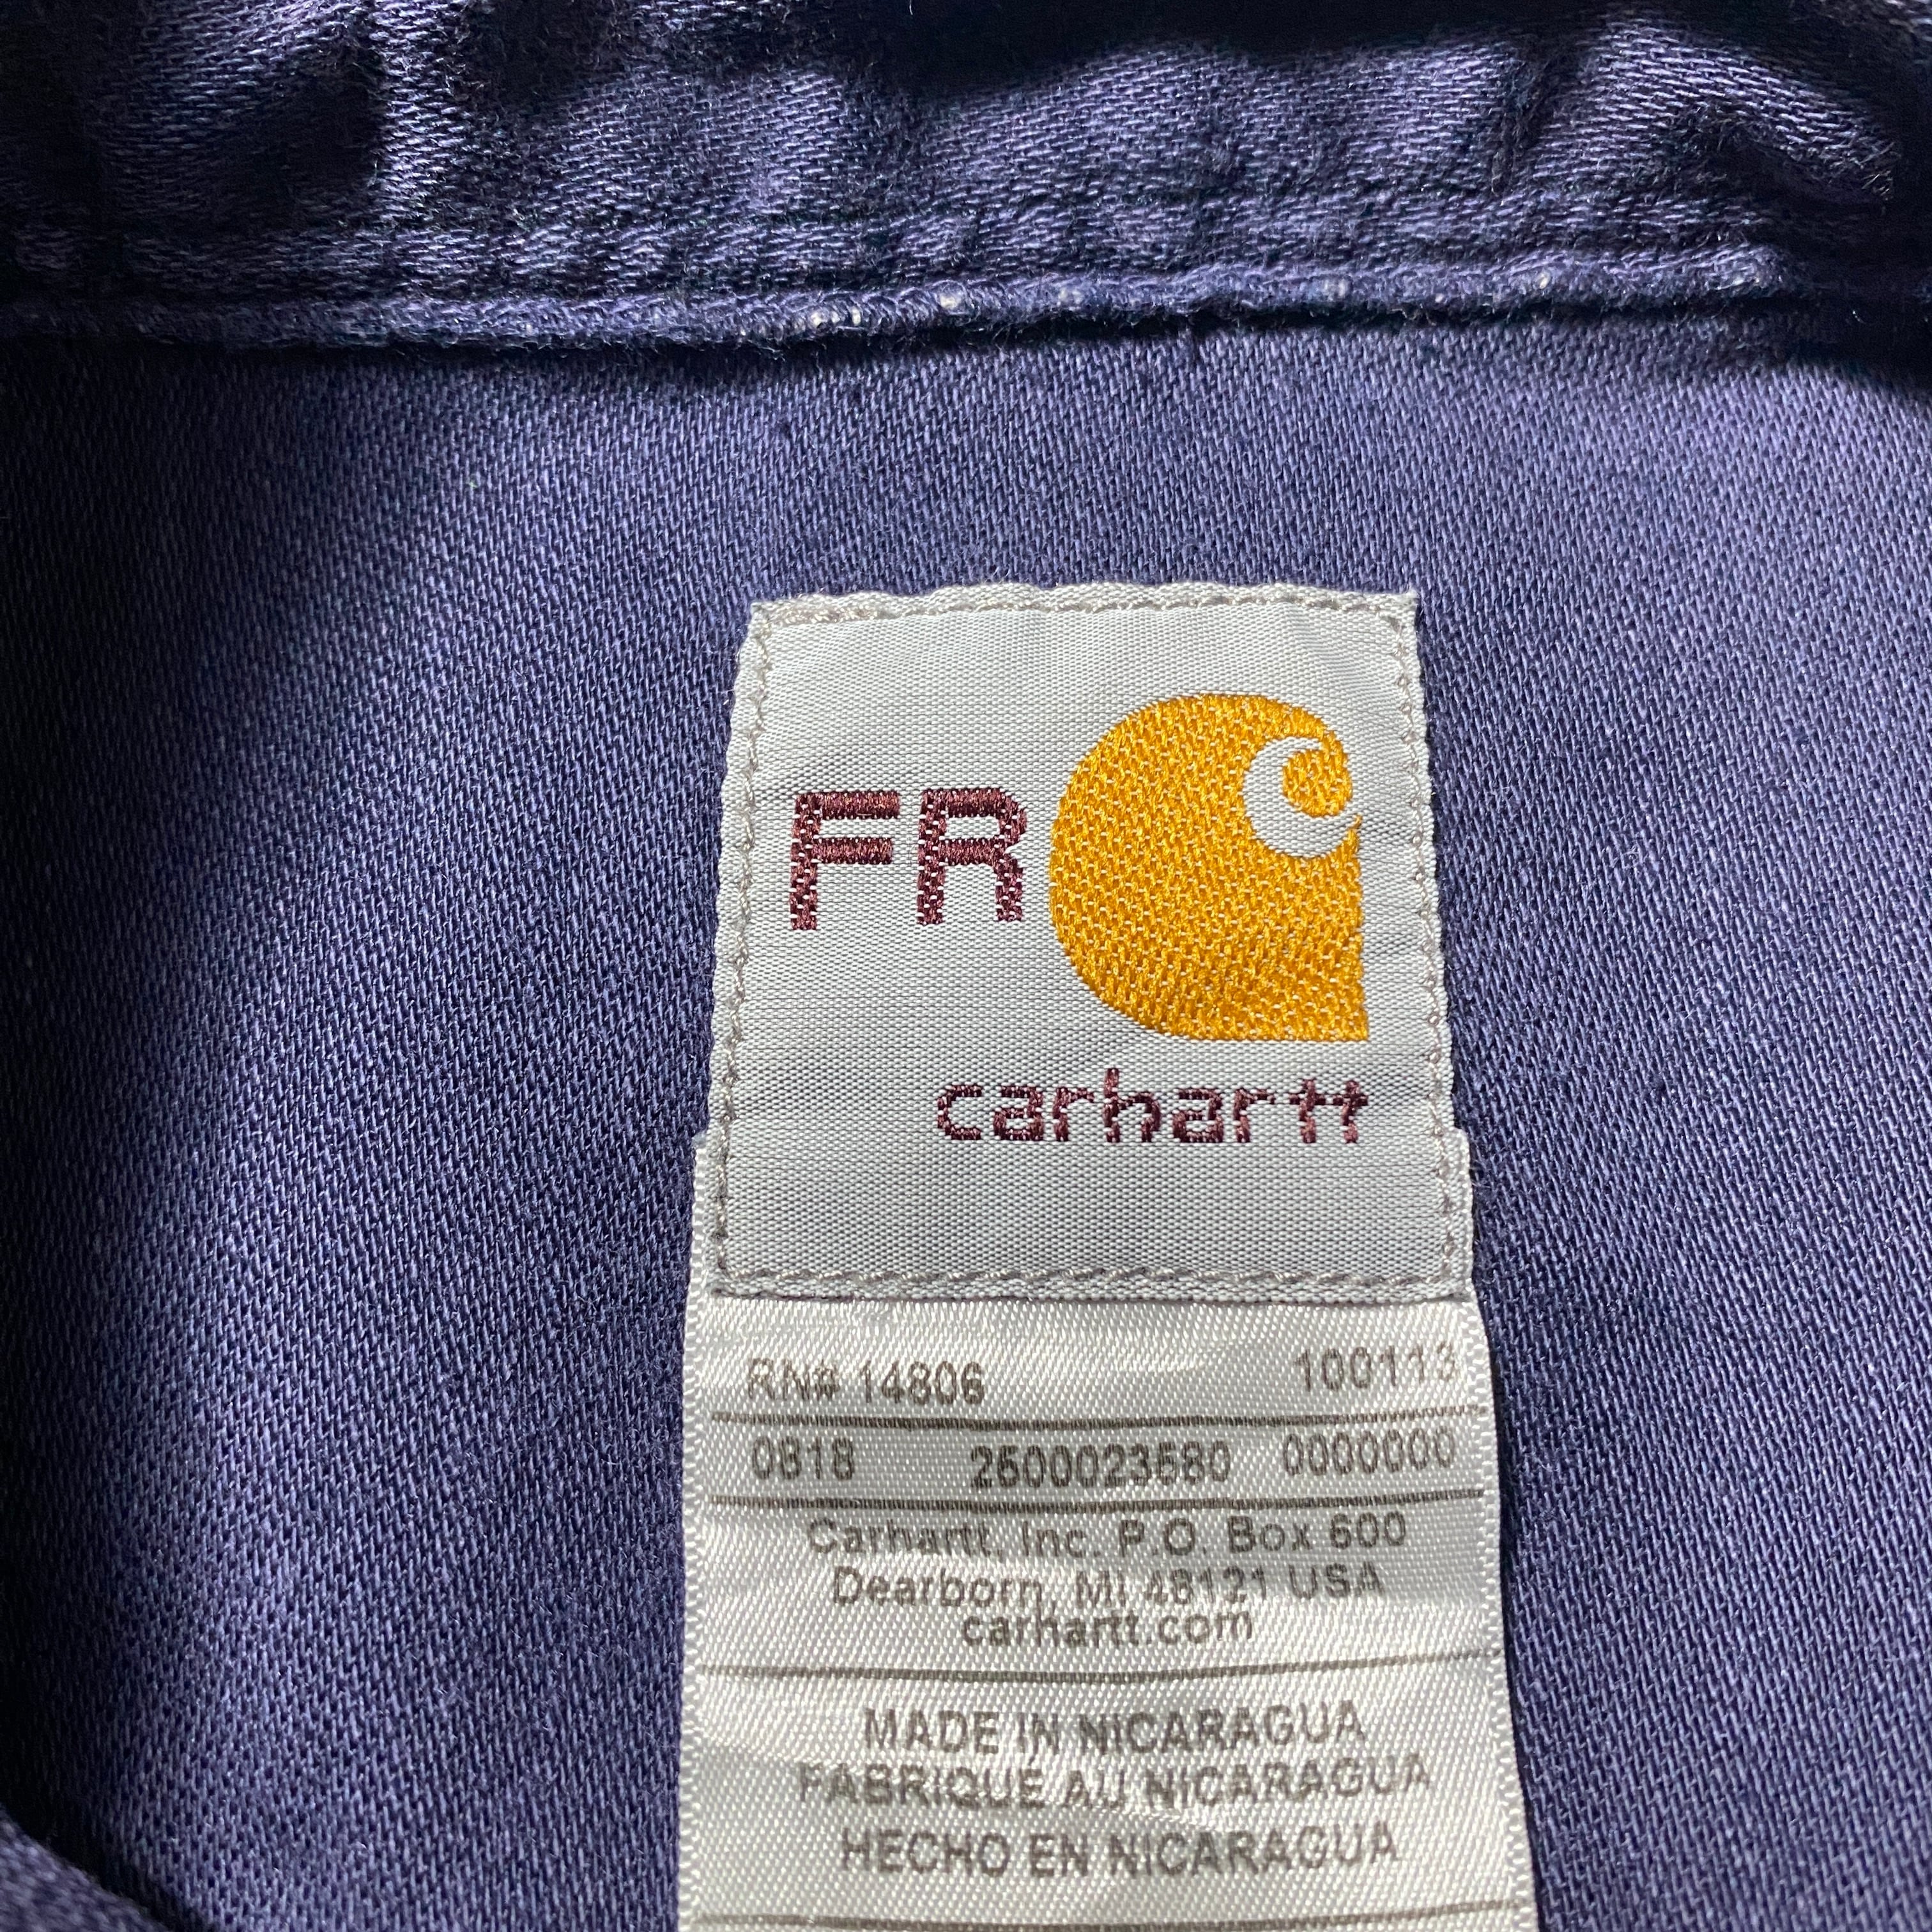 FR
carhartt
RN# 14806 100113
0818 2500023580 0000000
Carhartt, Inc. P.O. Box 600
Dearborn, MI 48121 USA
carhartt.com
MADE IN NICARAGUA
FABRIQUE AU NICARAGUA
HECHO EN NICARAGUA